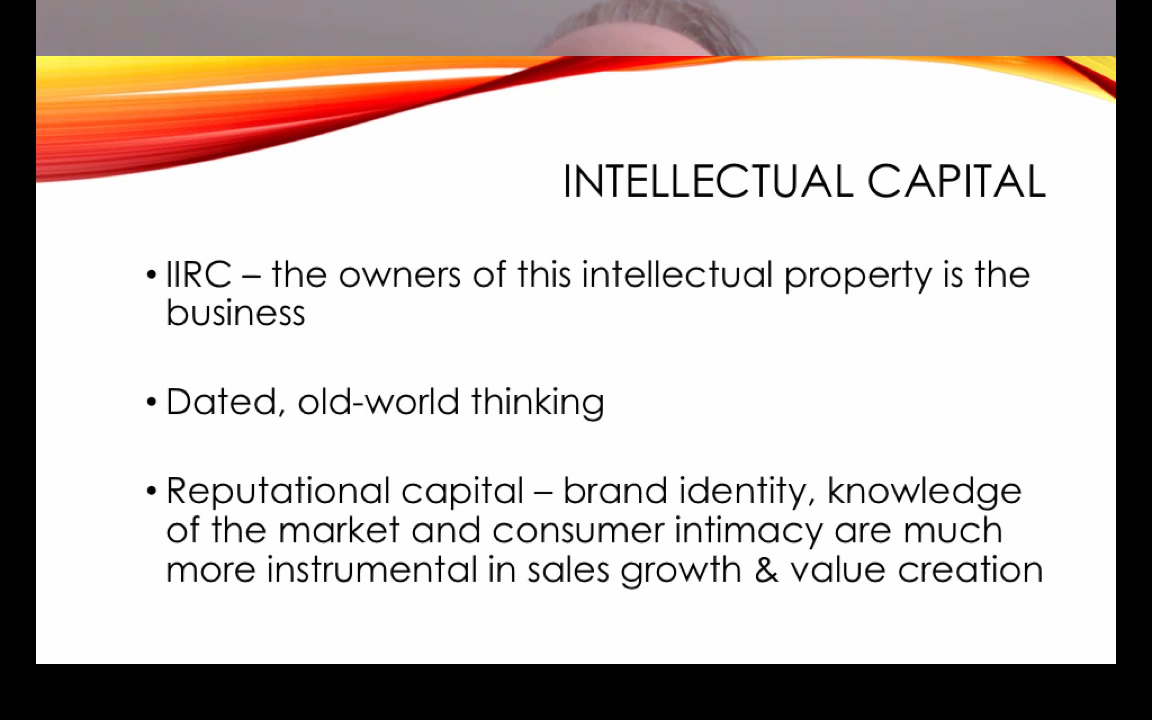 INTELLECTUAL CAPITAL
• IIRC – the owners of this intellectual property is the
business
• Dated, old-world thinking
• Reputational capital – brand identity, knowledge
of the market and consumer intimacy are much
more instrumental in sales growth & value creation